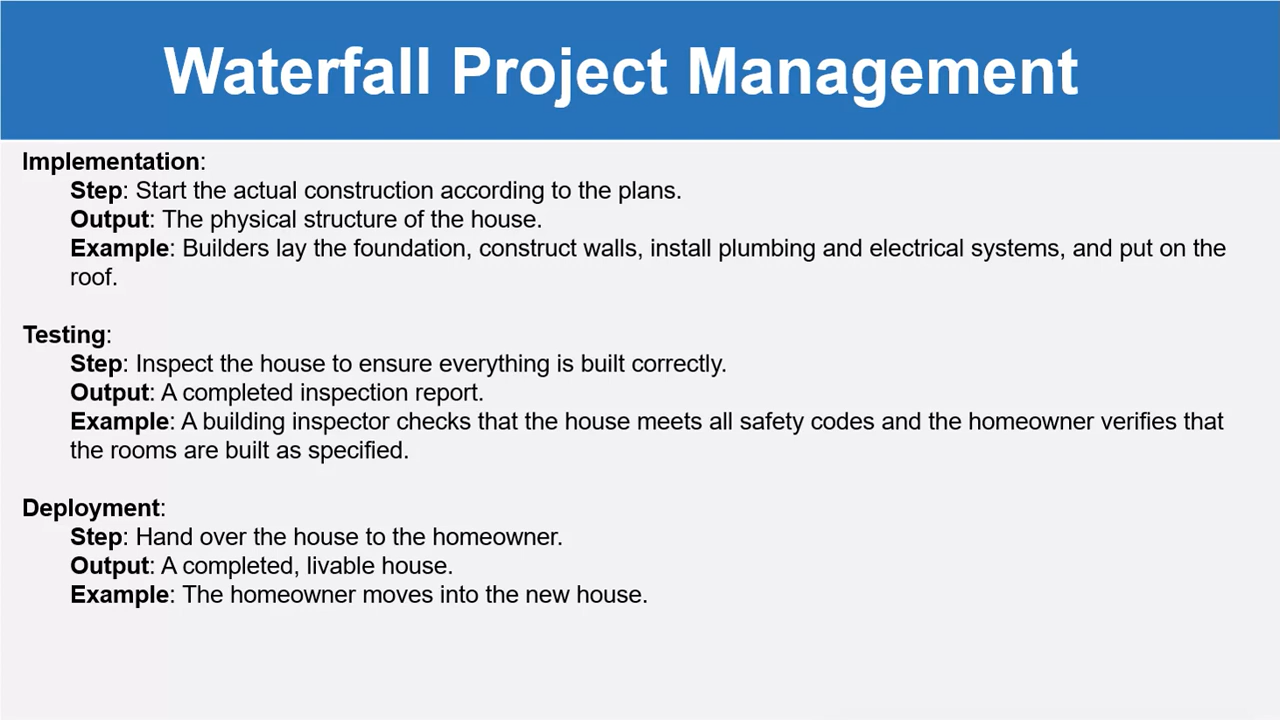 Waterfall Project Management
Implementation:
Step: Start the actual construction according to the plans.
Output: The physical structure of the house.
Example: Builders lay the foundation, construct walls, install plumbing and electrical systems, and put on the
roof.
Testing:
Step: Inspect the house to ensure everything is built correctly.
Output: A completed inspection report.
Example: A building inspector checks that the house meets all safety codes and the homeowner verifies that
the rooms are built as specified.
Deployment:
Step: Hand over the house to the homeowner.
Output: A completed, livable house.
Example: The homeowner moves into the new house.